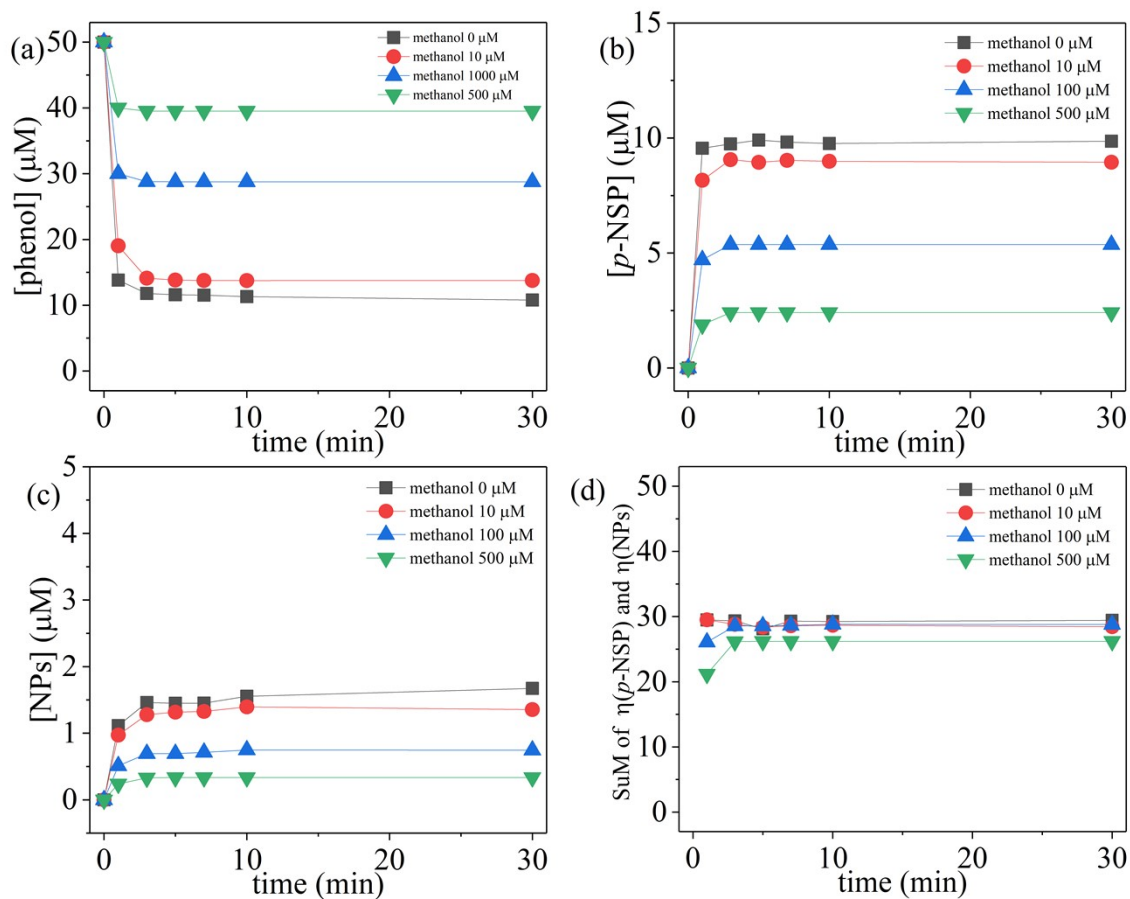 (a)
[phenol] (μM)
50
40
30
20
10
0
methanol 0 μM
methanol 10 μM
methanol 1000 μM
methanol 500 μM
0
10
20
30
time (min)
(b)
[p-NSP] (μM)
15
10
5
0
methanol 0 μM
methanol 10 μM
methanol 100 μM
methanol 500 μM
0
10
20
30
time (min)
(c)
[NPs] (μM)
5
4
3
2
1
0
methanol 0 μM
methanol 10 μM
methanol 100 μM
methanol 500 μM
0
10
20
30
time (min)
(d)
SuM of η(p-NSP) and η(NPs)
50
40
30
20
10
0
methanol 0 μM
methanol 10 μM
methanol 100 μM
methanol 500 μM
0
10
20
30
time (min)